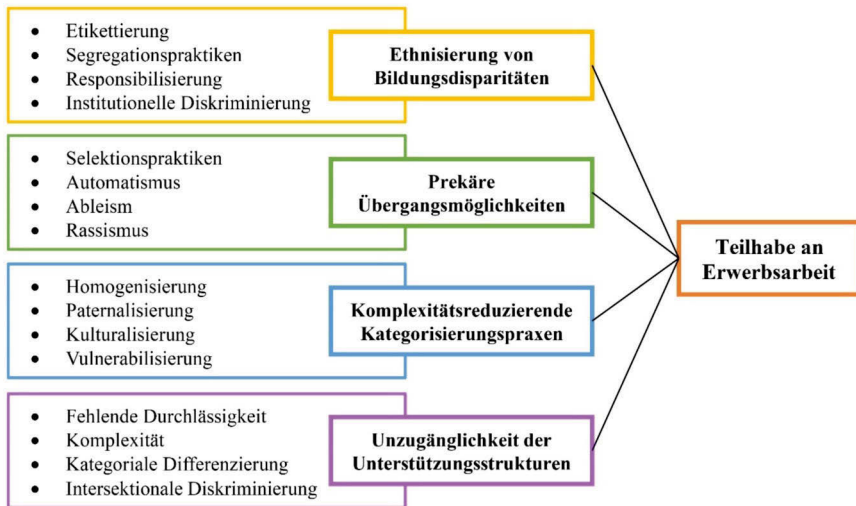 • Etikettierung
• Segregationspraktiken
• Responsibilisierung
• Institutionelle Diskriminierung
Ethnisierung von
Bildungsdisparitäten
• Selektionspraktiken
• Automatismus
• Ableism
• Rassismus
Prekäre
Übergangsmöglichkeiten
• Homogenisierung
• Paternalisierung
• Kulturalisierung
• Vulnerabilisierung
Komplexitätsreduzierende
Kategorisierungspraxen
• Fehlende Durchlässigkeit
• Komplexität
• Kategoriale Differenzierung
• Intersektionale Diskriminierung
Unzugänglichkeit der
Unterstützungsstrukturen
Teilhabe an
Erwerbsarbeit